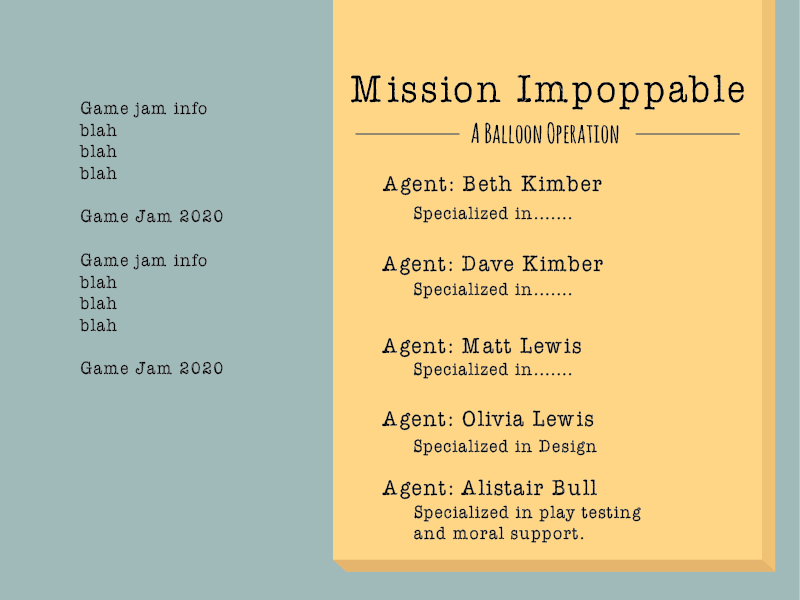 Game jam info
blah
blah
blah
Game Jam 2020
Game jam info
blah
blah
blah
Game Jam 2020
Mission Impoppable
A Balloon Operation
Agent: Beth Kimber
Specialized in.......
Agent: Dave Kimber
Specialized in.......
Agent: Matt Lewis
Specialized in.......
Agent: Olivia Lewis
Specialized in Design
Agent: Alistair Bull
Specialized in play testing
and moral support.